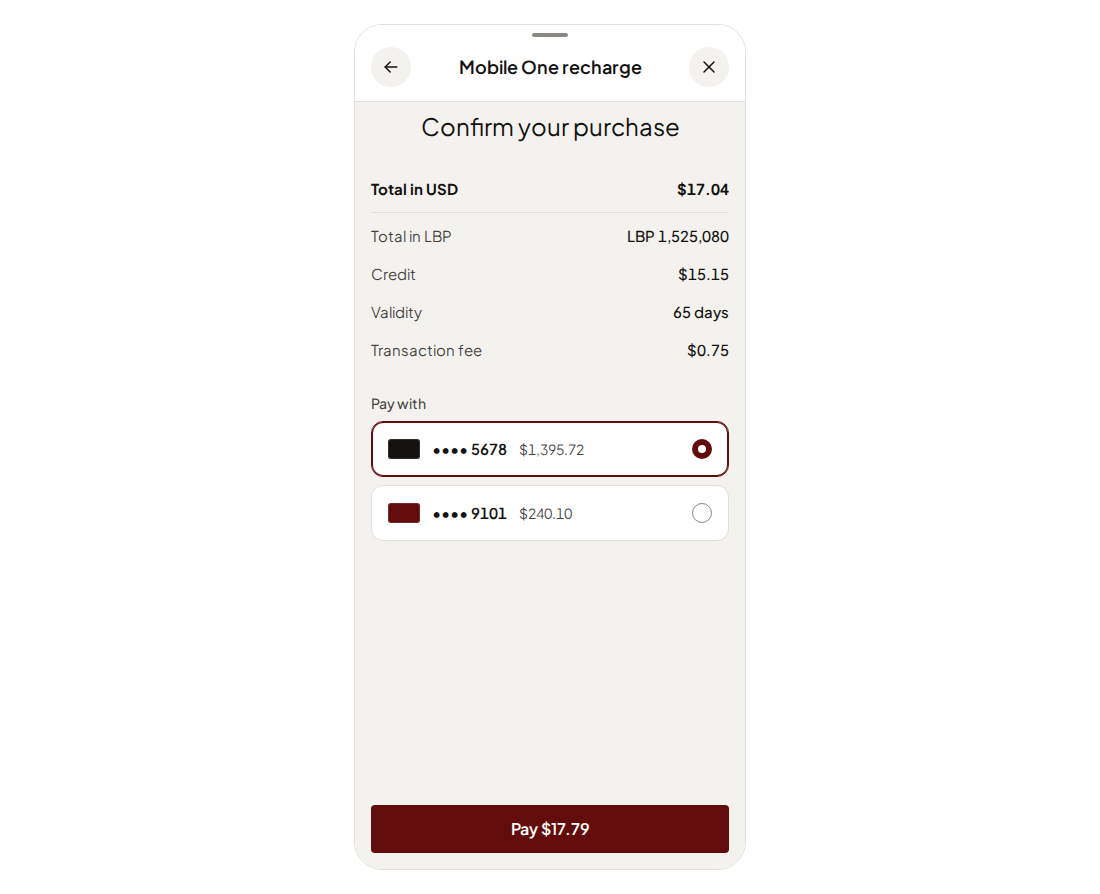 Mobile One recharge
Confirm your purchase
Total in USD $17.04
Total in LBP LBP 1,525,080
Credit $15.15
Validity 65 days
Transaction fee $0.75
Pay with
●●●● 5678 $1,395.72
●●●● 9101 $240.10
Pay $17.79